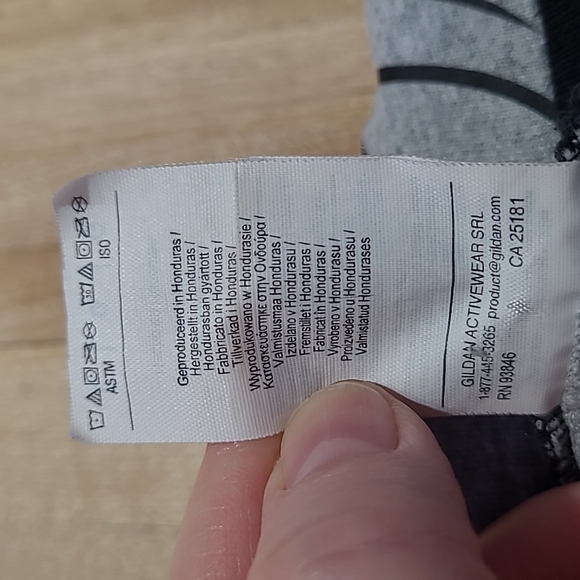 ASTM
ISO
Geproduceerd in Honduras /
Hergestellt in Honduras /
Hondurasban gyártott /
Fabbricato in Honduras /
Tillverkad i Honduras /
Wyprodukowano w Hondurasie /
Κατασκευάστηκε στην Ονδούρα /
Valmistusmaa Honduras /
Izdelano v Hondurasu /
Fremstillet i Honduras /
Fabricat în Honduras /
Vyrobeno v Hondurasu /
Proizvedeno u Hondurasu /
Valmistatud Hondurases
GILDAN ACTIVEWEAR SRL
1-877-445-3265 product@gildan.com
RN 93846 CA 25181